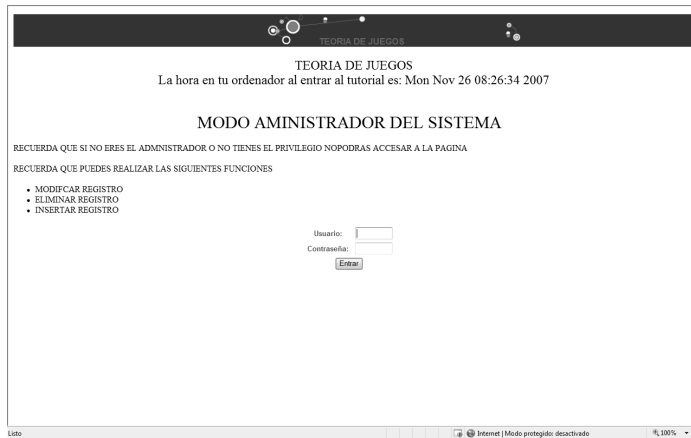 TEORIA DE JUEGOS
TEORIA DE JUEGOS
La hora en tu ordenador al entrar al tutorial es: Mon Nov 26 08:26:34 2007
MODO AMINISTRADOR DEL SISTEMA
RECUERDA QUE SI NO ERES EL ADMNISTRADOR O NO TIENES EL PRIVILEGIO NOPODRAS ACCESAR A LA PAGINA
RECUERDA QUE PUEDES REALIZAR LAS SIGUIENTES FUNCIONES
• MODIFCAR REGISTRO
• ELIMINAR REGISTRO
• INSERTAR REGISTRO
Usuario:
Contraseña:
Entrar
Listo Internet | Modo protegido: desactivado 100%